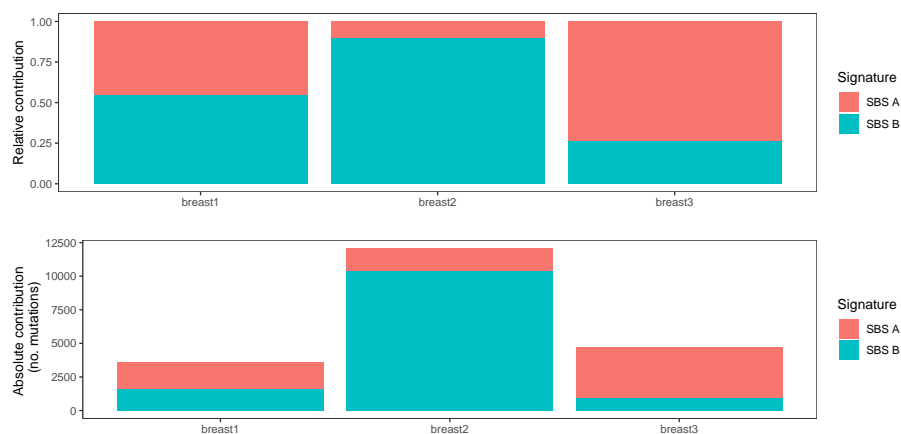 Relative contribution
1.00
0.75
0.50
0.25
0.00
breast1 breast2 breast3
Signature
SBS A
SBS B
Absolute contribution
(no. mutations)
12500
10000
7500
5000
2500
0
breast1 breast2 breast3
Signature
SBS A
SBS B